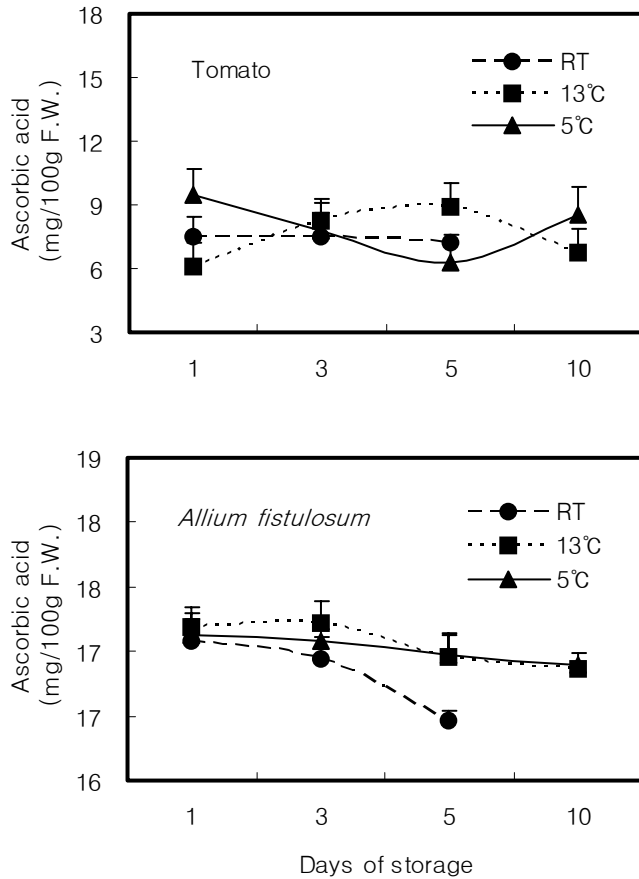 18
15
12
9
6
3
Ascorbic acid
(mg/100g F.W.)
Tomato
RT
13℃
5℃
1 3 5 10
19
18
18
17
17
16
Ascorbic acid
(mg/100g F.W.)
Allium fistulosum
RT
13℃
5℃
1 3 5 10
Days of storage